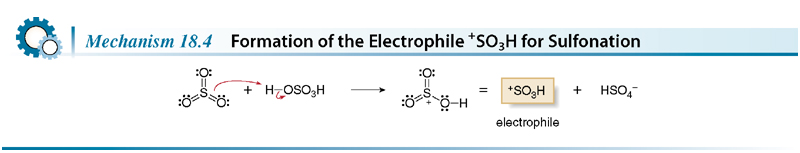 Mechanism 18.4 Formation of the Electrophile ⁺SO₃H for Sulfonation
:O:
S
:O O:
+ H–OSO₃H
:O:
S
+
:O O–H
= ⁺SO₃H + HSO₄⁻
electrophile